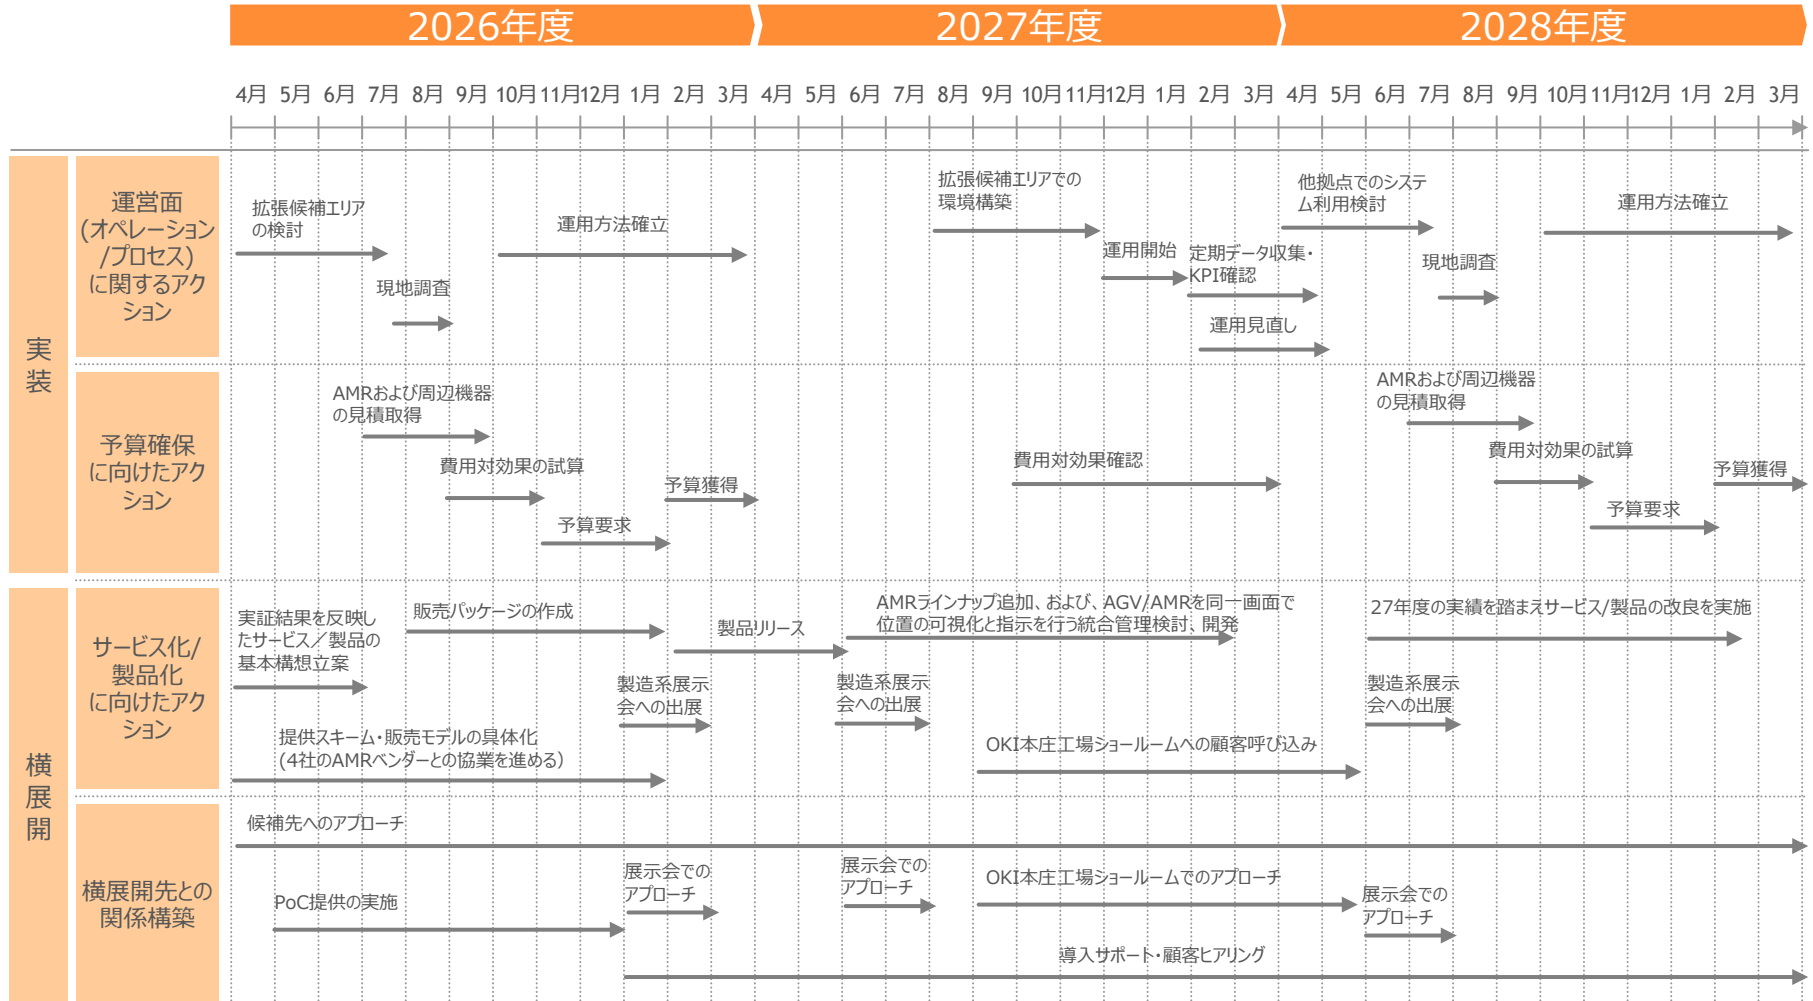 2026年度
2027年度
2028年度
4月 5月 6月 7月 8月 9月 10月 11月 12月 1月 2月 3月 4月 5月 6月 7月 8月 9月 10月 11月 12月 1月 2月 3月 4月 5月 6月 7月 8月 9月 10月 11月 12月 1月 2月 3月
実装
運営面
(オペレーション
/プロセス)
に関するアク
ション
拡張候補エリア
の検討
現地調査
運用方法確立
拡張候補エリアでの
環境構築
運用開始
定期データ収集・
KPI確認
運用見直し
他拠点でのシステ
ム利用検討
現地調査
運用方法確立
予算確保
に向けたアク
ション
AMRおよび周辺機器
の見積取得
費用対効果の試算
予算要求
予算獲得
費用対効果確認
AMRおよび周辺機器
の見積取得
費用対効果の試算
予算要求
予算獲得
横展開
サービス化/
製品化
に向けたアク
ション
実証結果を反映し
たサービス／製品の
基本構想立案
販売パッケージの作成
製品リリース
製造系展示
会への出展
提供スキーム・販売モデルの具体化
(4社のAMRベンダーとの協業を進める)
AMRラインナップ追加、および、AGV/AMRを同一画面で
位置の可視化と指示を行う統合管理検討、開発
製造系展示
会への出展
OKI本庄工場ショールームへの顧客呼び込み
27年度の実績を踏まえサービス/製品の改良を実施
製造系展示
会への出展
横展開先との
関係構築
候補先へのアプローチ
PoC提供の実施
展示会での
アプローチ
展示会での
アプローチ
OKI本庄工場ショールームでのアプローチ
展示会での
アプローチ
導入サポート・顧客ヒアリング